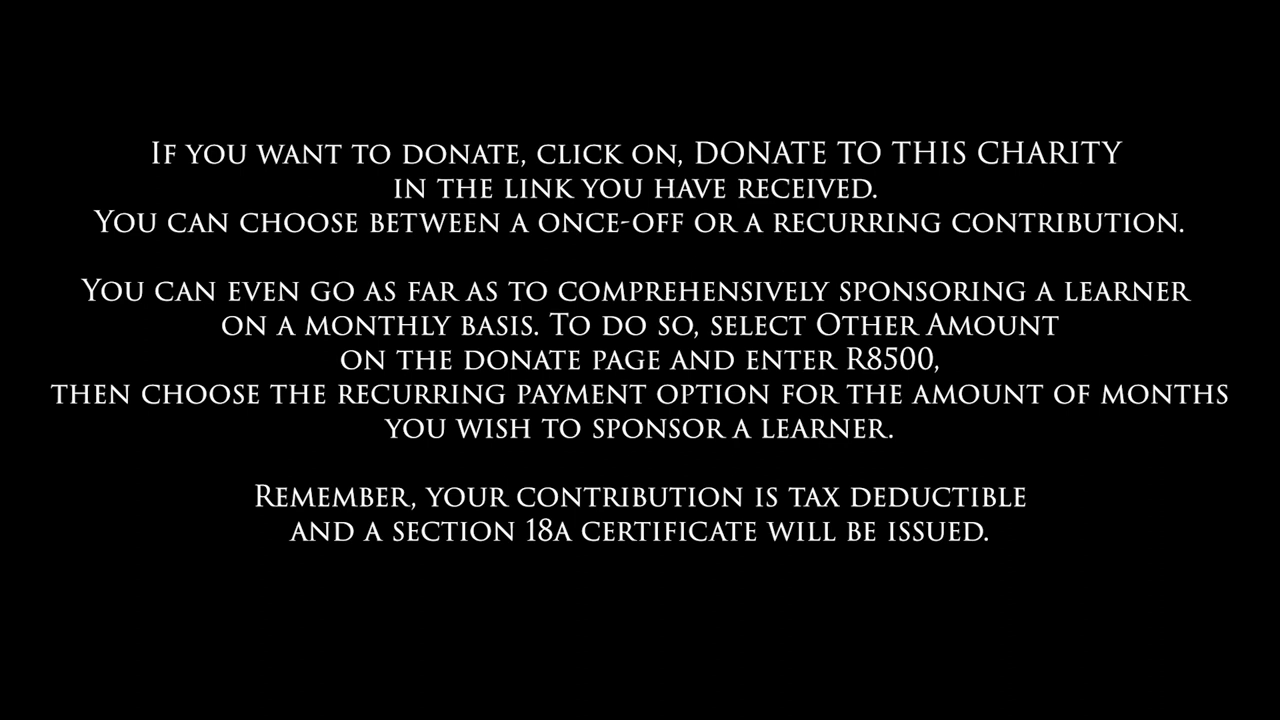 If you want to donate, click on, DONATE TO THIS CHARITY
in the link you have received.
You can choose between a once-off or a recurring contribution.
You can even go as far as to comprehensively sponsoring a learner
on a monthly basis. To do so, select Other Amount
on the donate page and enter R8500,
then choose the recurring payment option for the amount of months
you wish to sponsor a learner.
Remember, your contribution is tax deductible
and a section 18a certificate will be issued.